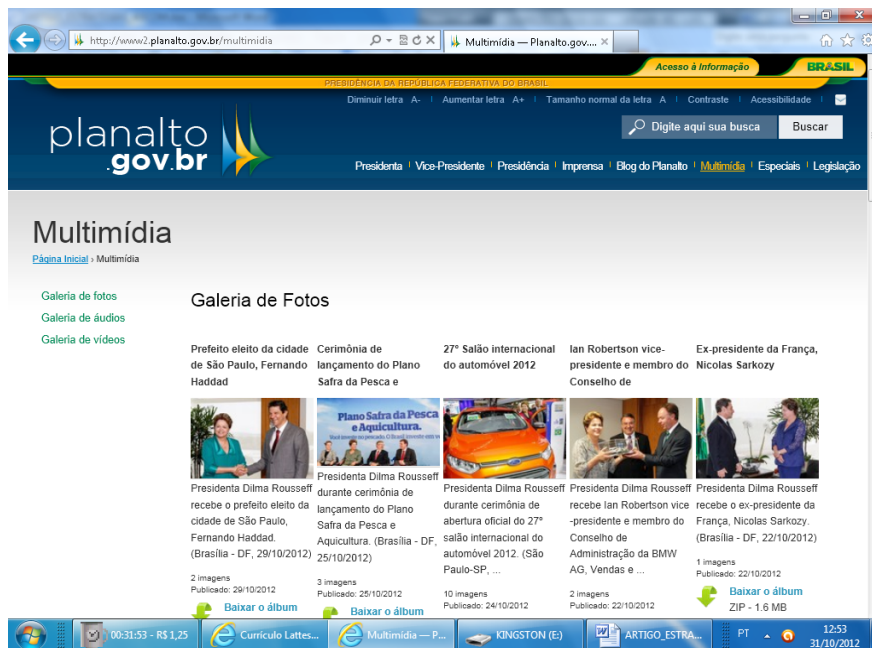 http://www2.planalto.gov.br/multimidia
Multimídia — Planalto.gov....
Acesso à Informação
BRASIL
PRESIDÊNCIA DA REPÚBLICA FEDERATIVA DO BRASIL
Diminuir letra A- Aumentar letra A+ Tamanho normal da letra A Contraste Acessibilidade
planalto
.gov.br
Digite aqui sua busca
Buscar
Presidenta Vice-Presidente Presidência Imprensa Blog do Planalto Multimídia Especiais Legislação
Multimídia
Página Inicial › Multimídia
Galeria de fotos
Galeria de áudios
Galeria de vídeos
Galeria de Fotos
Prefeito eleito da cidade
de São Paulo, Fernando
Haddad
Presidenta Dilma Rousseff
recebe o prefeito eleito da
cidade de São Paulo,
Fernando Haddad.
(Brasília - DF, 29/10/2012)
2 imagens
Publicado: 29/10/2012
Baixar o álbum
Cerimônia de
lançamento do Plano
Safra da Pesca e
Plano Safra da Pesca
e Aquicultura.
Presidenta Dilma Rousseff
durante cerimônia de
lançamento do Plano
Safra da Pesca e
Aquicultura. (Brasília - DF,
25/10/2012)
3 imagens
Publicado: 25/10/2012
Baixar o álbum
27º Salão internacional
do automóvel 2012
Presidenta Dilma Rousseff
durante cerimônia de
abertura oficial do 27º
salão internacional do
automóvel 2012. (São
Paulo-SP, ...
10 imagens
Publicado: 24/10/2012
Ian Robertson vice-
presidente e membro do
Conselho de
Presidenta Dilma Rousseff
recebe Ian Robertson vice
-presidente e membro do
Conselho de
Administração da BMW
AG, Vendas e ...
2 imagens
Publicado: 22/10/2012
Ex-presidente da França,
Nicolas Sarkozy
Presidenta Dilma Rousseff
recebe o ex-presidente da
França, Nicolas Sarkozy.
(Brasília - DF, 22/10/2012)
1 imagens
Publicado: 22/10/2012
Baixar o álbum
ZIP - 1.6 MB
00:31:53 - R$ 1,25
Currículo Lattes...
Multimídia — P...
KINGSTON (E:)
ARTIGO_ESTRA...
PT
12:53
31/10/2012